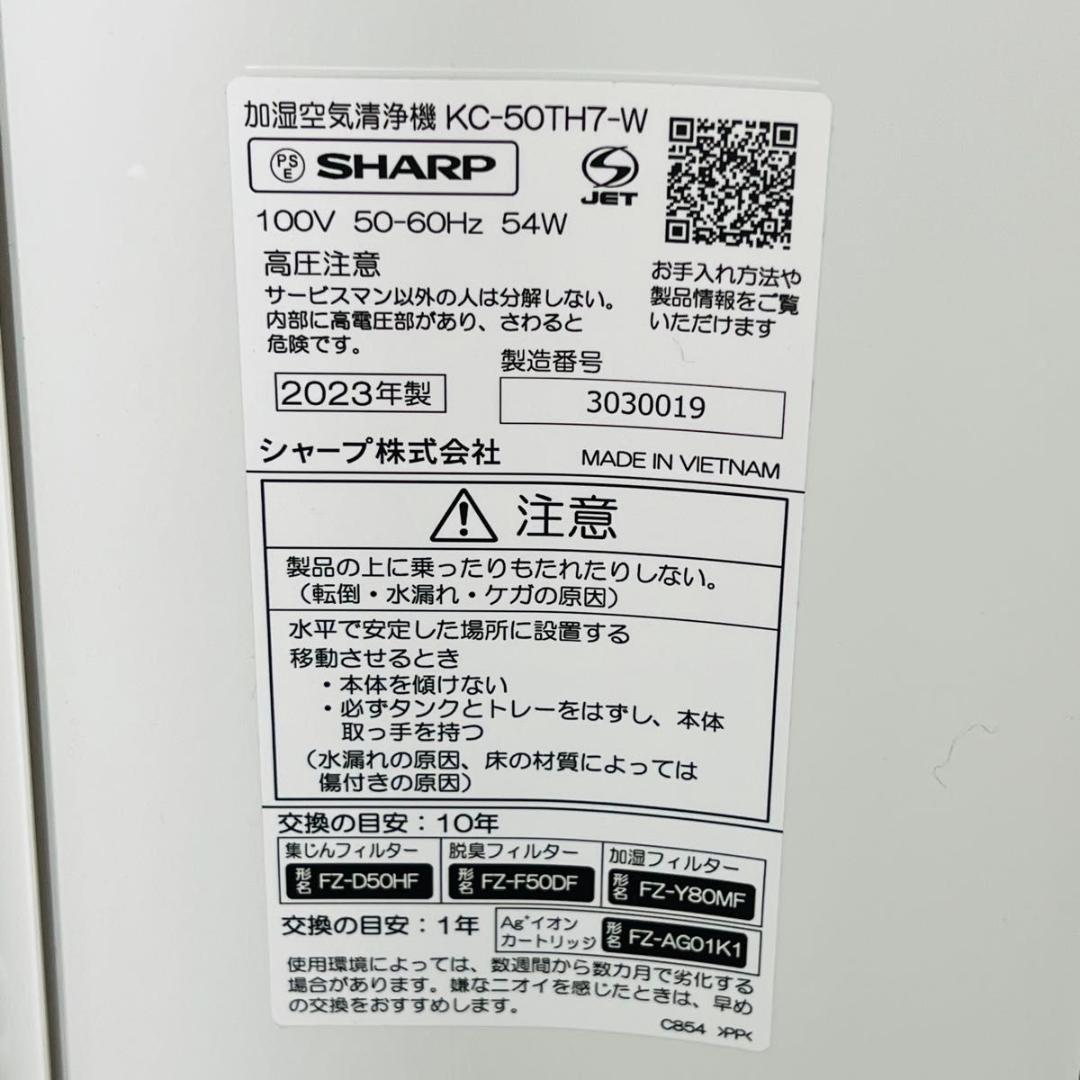 加湿空気清浄機 KC-50TH7-W
PSE SHARP
JET
100V 50-60Hz 54W
高圧注意
サービスマン以外の人は分解しない。
内部に高電圧部があり、さわると
危険です。
お手入れ方法や
製品情報をご覧
いただけます
製造番号
2023年製
3030019
シャープ株式会社
MADE IN VIETNAM
注意
製品の上に乗ったりもたれたりしない。
（転倒・水漏れ・ケガの原因）
水平で安定した場所に設置する
移動させるとき
・本体を傾けない
・必ずタンクとトレーをはずし、本体
取っ手を持つ
（水漏れの原因、床の材質によっては
傷付きの原因）
交換の目安：10年
集じんフィルター
形名 FZ-D50HF
脱臭フィルター
形名 FZ-F50DF
加湿フィルター
形名 FZ-Y80MF
交換の目安：1年
Ag⁺イオン
カートリッジ
形名 FZ-AG01K1
使用環境によっては、数週間から数カ月で劣化する
場合があります。嫌なニオイを感じたときは、早め
の交換をおすすめします。
C854 >PP<